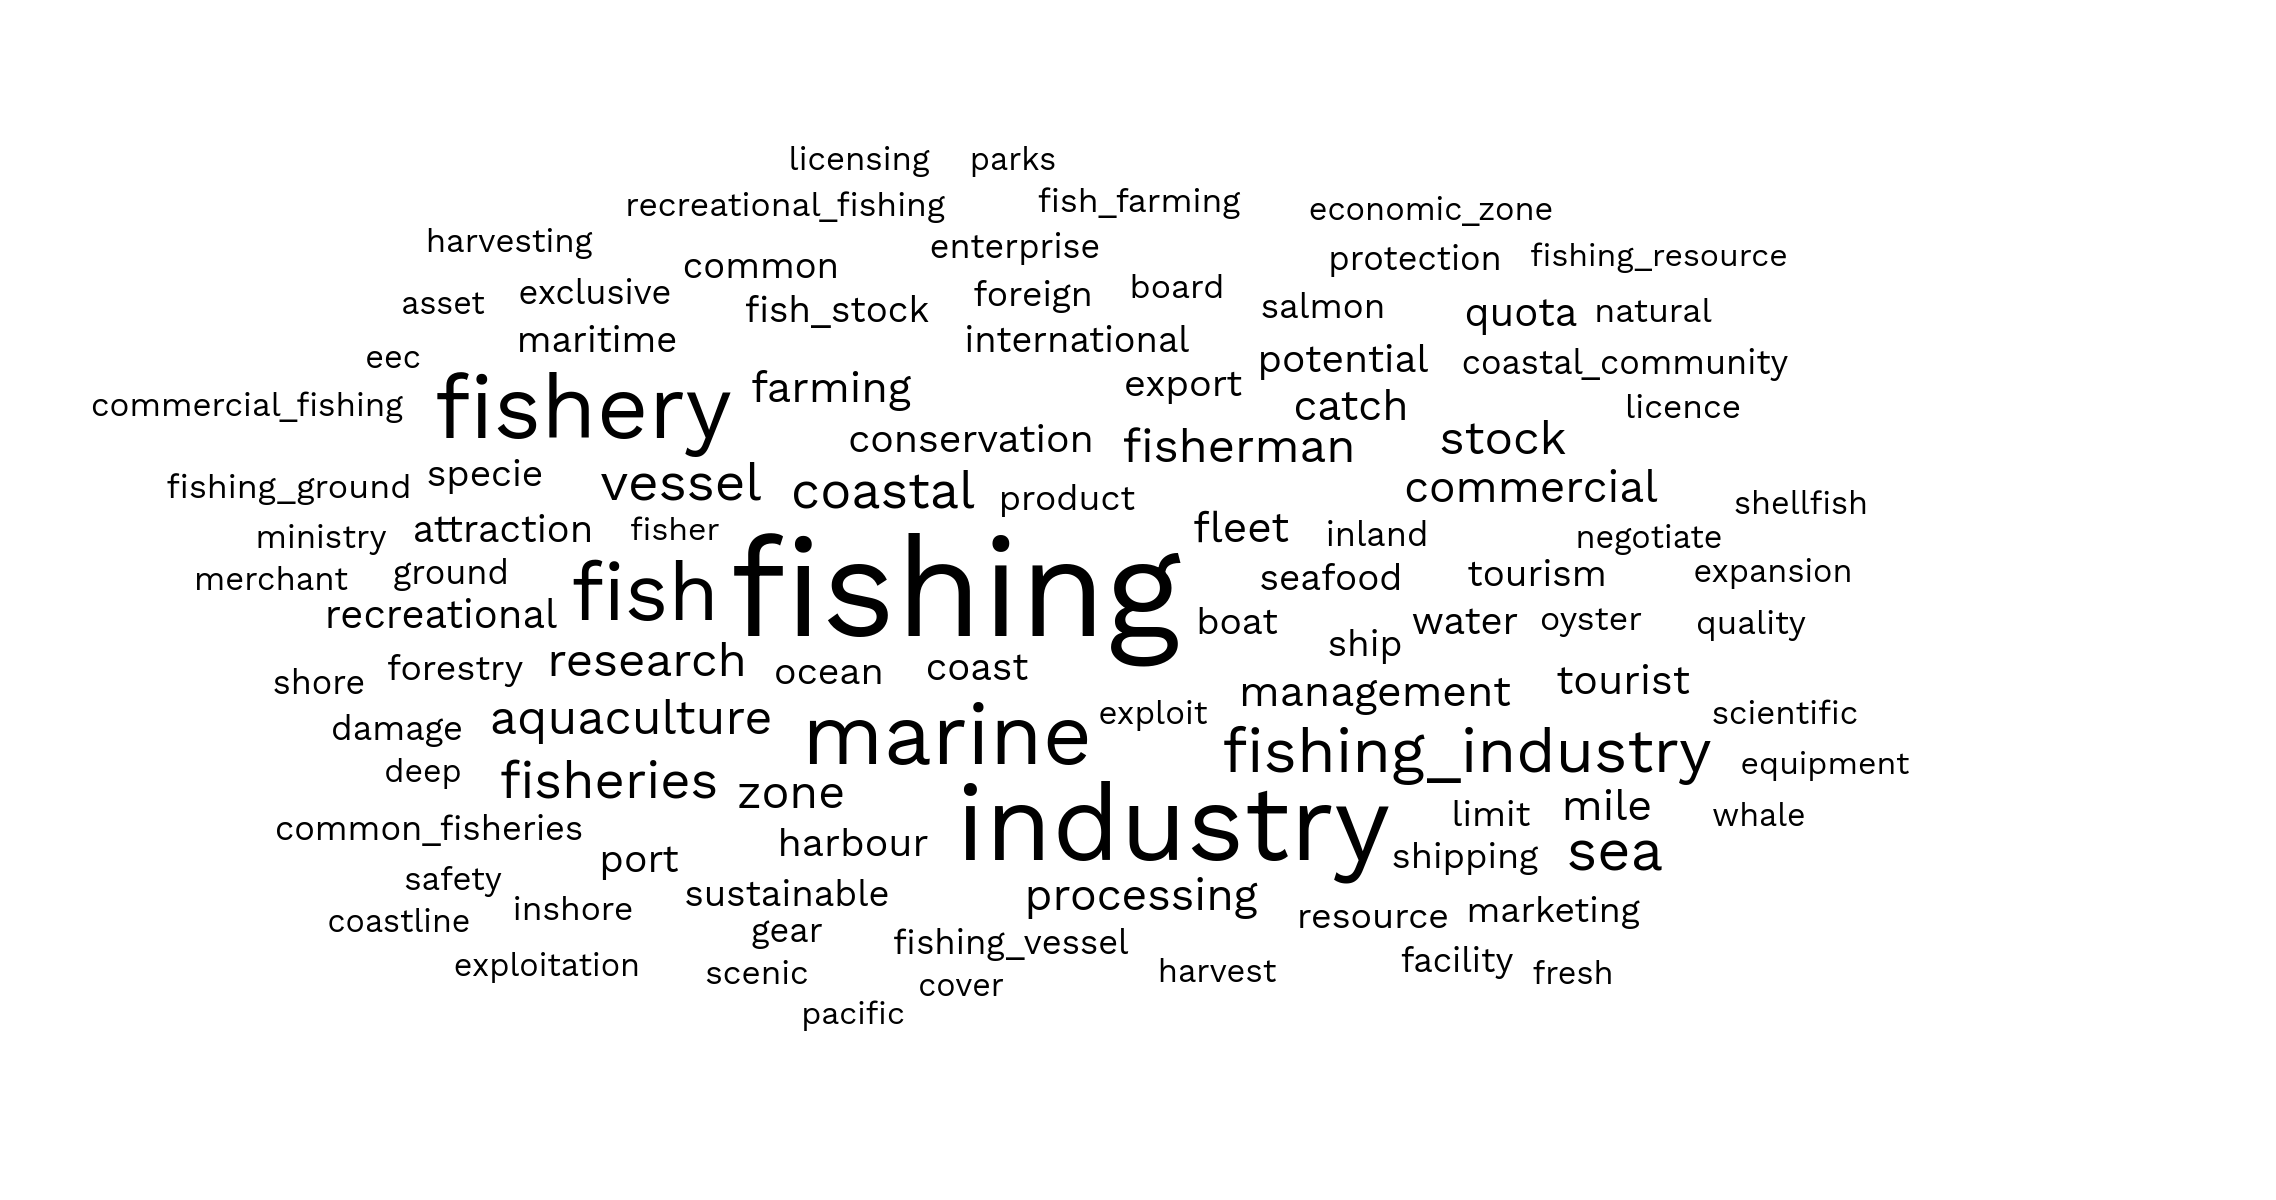 licensing parks
recreational_fishing fish_farming economic_zone
harvesting common enterprise protection fishing_resource
asset exclusive fish_stock foreign board salmon quota natural
eec maritime international potential coastal_community
commercial_fishing fishery farming export catch licence
conservation fisherman stock
fishing_ground specie vessel coastal product commercial shellfish
ministry attraction fisher fleet inland negotiate
merchant ground fish fishing seafood tourism expansion
recreational boat ship water oyster quality
shore forestry research ocean coast management tourist
damage aquaculture marine exploit fishing_industry scientific
deep fisheries zone industry limit mile equipment whale
common_fisheries port harbour shipping sea
safety sustainable processing
coastline inshore gear fishing_vessel resource marketing
exploitation scenic cover harvest facility fresh
pacific